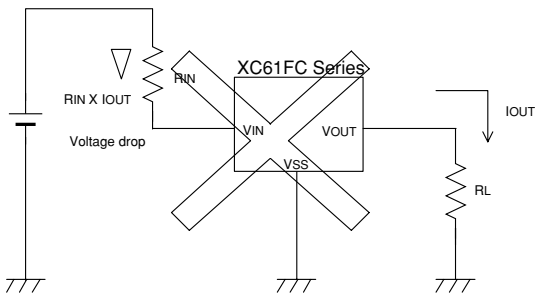 XC61FC Series
RIN
RIN X IOUT
Voltage drop
VIN
VOUT
VSS
IOUT
RL